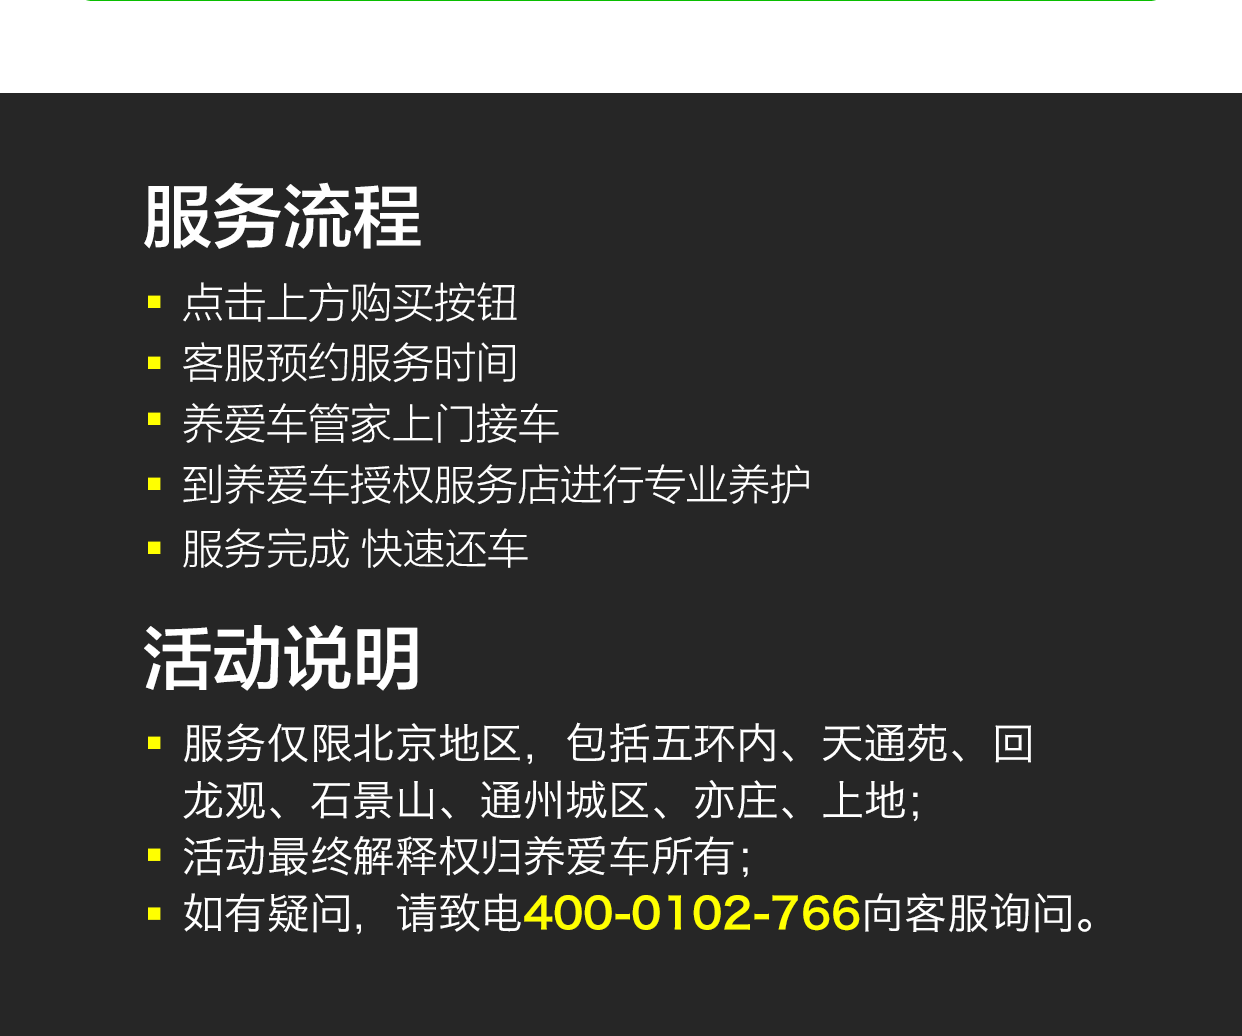 服务流程
点击上方购买按钮
客服预约服务时间
养爱车管家上门接车
到养爱车授权服务店进行专业养护
服务完成 快速还车
活动说明
服务仅限北京地区，包括五环内、天通苑、回
龙观、石景山、通州城区、亦庄、上地；
活动最终解释权归养爱车所有；
如有疑问，请致电400-0102-766向客服询问。